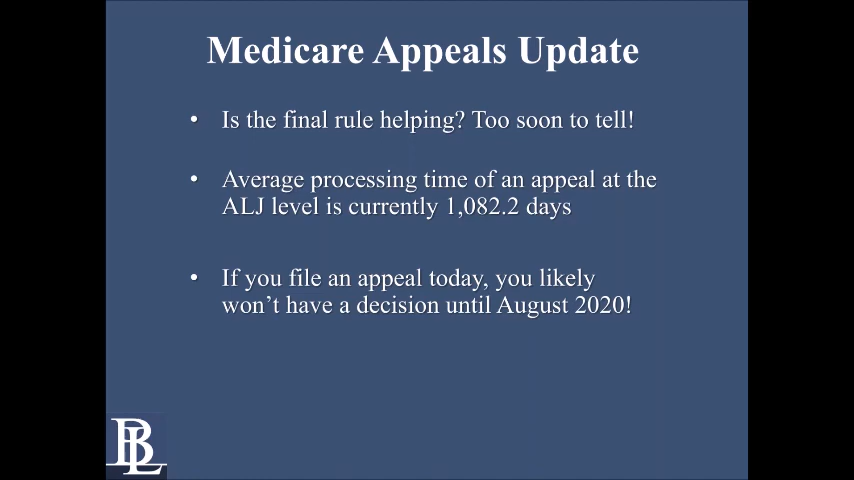 Medicare Appeals Update
• Is the final rule helping? Too soon to tell!
• Average processing time of an appeal at the
ALJ level is currently 1,082.2 days
• If you file an appeal today, you likely
won’t have a decision until August 2020!
BL